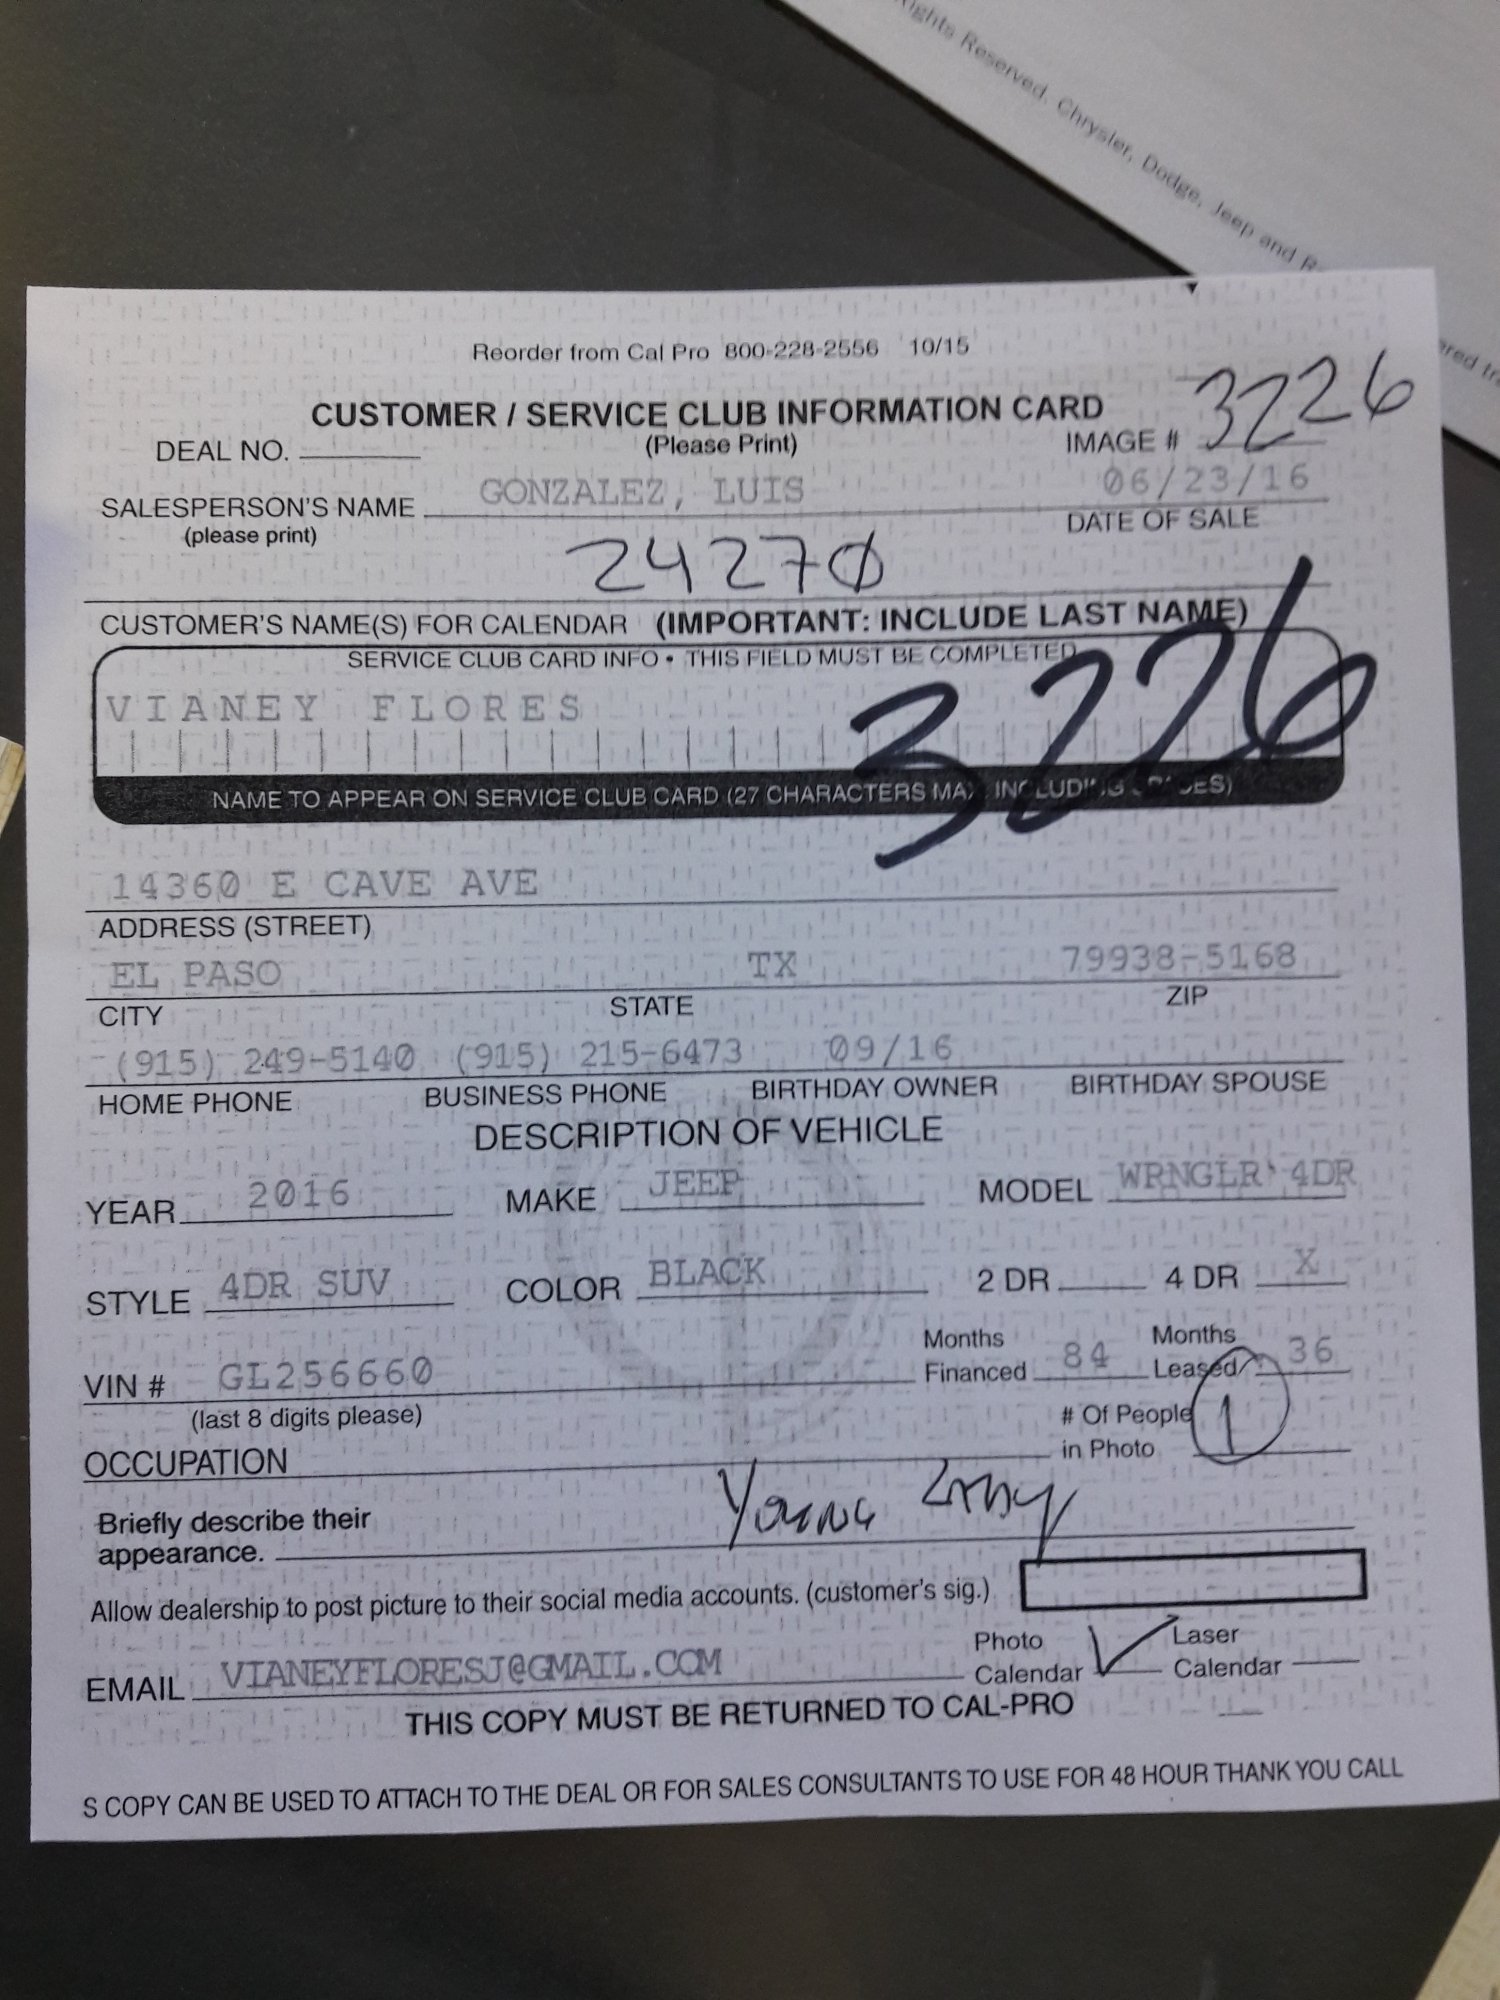 ights Reserved. Chrysler, Dodge, Jeep and R
ered tra
Reorder from Cal Pro 800-228-2556 10/15
CUSTOMER / SERVICE CLUB INFORMATION CARD
(Please Print)
DEAL NO.
IMAGE # 3226
SALESPERSON'S NAME GONZALEZ, LUIS
(please print)
06/23/16
DATE OF SALE
24270
CUSTOMER'S NAME(S) FOR CALENDAR (IMPORTANT: INCLUDE LAST NAME)
SERVICE CLUB CARD INFO • THIS FIELD MUST BE COMPLETED
VIANEY FLORES
3226
NAME TO APPEAR ON SERVICE CLUB CARD (27 CHARACTERS MAX INCLUDING SPACES)
14360 E CAVE AVE
ADDRESS (STREET)
EL PASO TX 79938-5168
CITY STATE ZIP
(915) 249-5140 (915) 215-6473 09/16
HOME PHONE BUSINESS PHONE BIRTHDAY OWNER BIRTHDAY SPOUSE
DESCRIPTION OF VEHICLE
YEAR 2016 MAKE JEEP MODEL WRNGLR 4DR
STYLE 4DR SUV COLOR BLACK 2 DR 4 DR X
VIN # GL256660 Months Financed 84 Months Leased 36
(last 8 digits please)
# Of People in Photo 1
OCCUPATION
Briefly describe their appearance. Young
Allow dealership to post picture to their social media accounts. (customer's sig.)
EMAIL VIANEYFLORESJ@GMAIL.COM Photo Calendar ✓ Laser Calendar
THIS COPY MUST BE RETURNED TO CAL-PRO
S COPY CAN BE USED TO ATTACH TO THE DEAL OR FOR SALES CONSULTANTS TO USE FOR 48 HOUR THANK YOU CALL